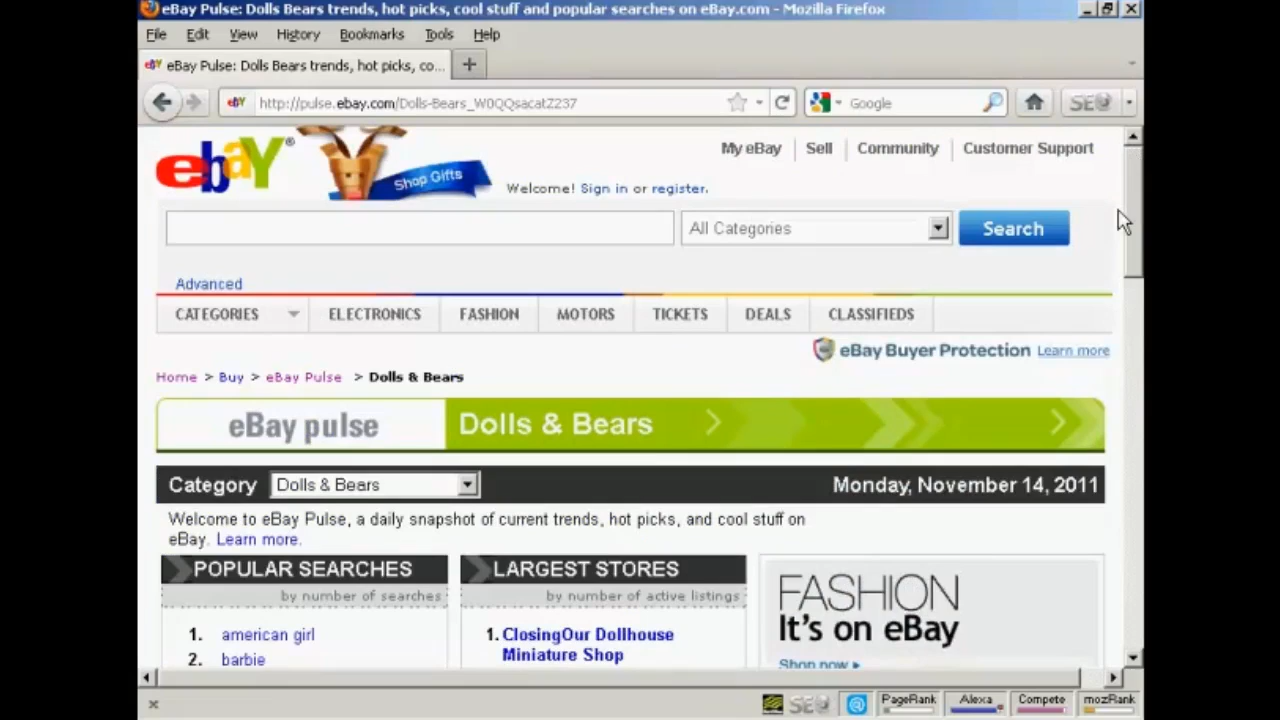 eBay Pulse: Dolls Bears trends, hot picks, cool stuff and popular searches on eBay.com - Mozilla Firefox
File Edit View History Bookmarks Tools Help
ebY eBay Pulse: Dolls Bears trends, hot picks, co...
ebY http://pulse.ebay.com/Dolls-Bears_W0QQsacatZ237 Google SEO
ebaY® Shop Gifts Welcome! Sign in or register. My eBay Sell Community Customer Support
All Categories Search
Advanced
CATEGORIES ELECTRONICS FASHION MOTORS TICKETS DEALS CLASSIFIEDS
eBay Buyer Protection Learn more
Home > Buy > eBay Pulse > Dolls & Bears
eBay pulse Dolls & Bears
Category Dolls & Bears Monday, November 14, 2011
Welcome to eBay Pulse, a daily snapshot of current trends, hot picks, and cool stuff on
eBay. Learn more.
POPULAR SEARCHES
by number of searches
1. american girl
2. barbie
LARGEST STORES
by number of active listings
1. ClosingOur Dollhouse
Miniature Shop
FASHION
It's on eBay
Shop now
SEO @ PageRank Alexa Compete mozRank